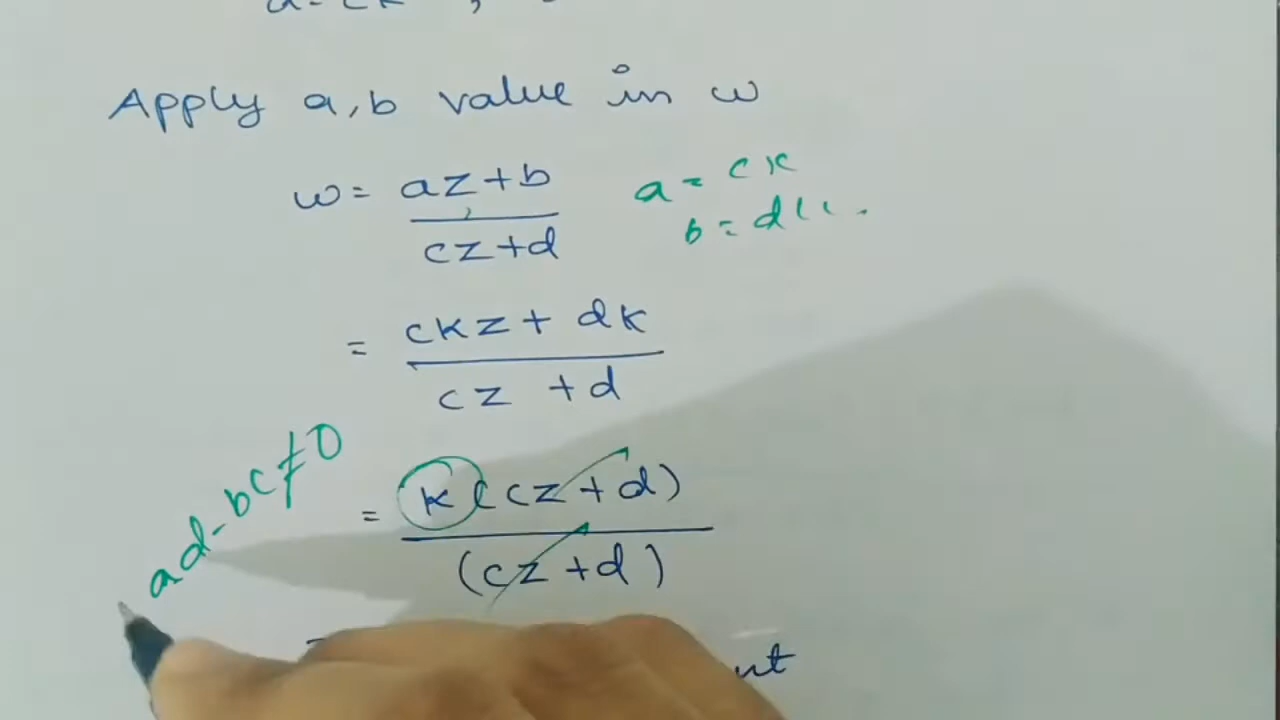 Apply a,b value in w
w = az+b / cz+d
a = ck
b = dk.
= ckz + dk / cz + d
ad-bc≠0
= k(cz+d) / (cz+d)